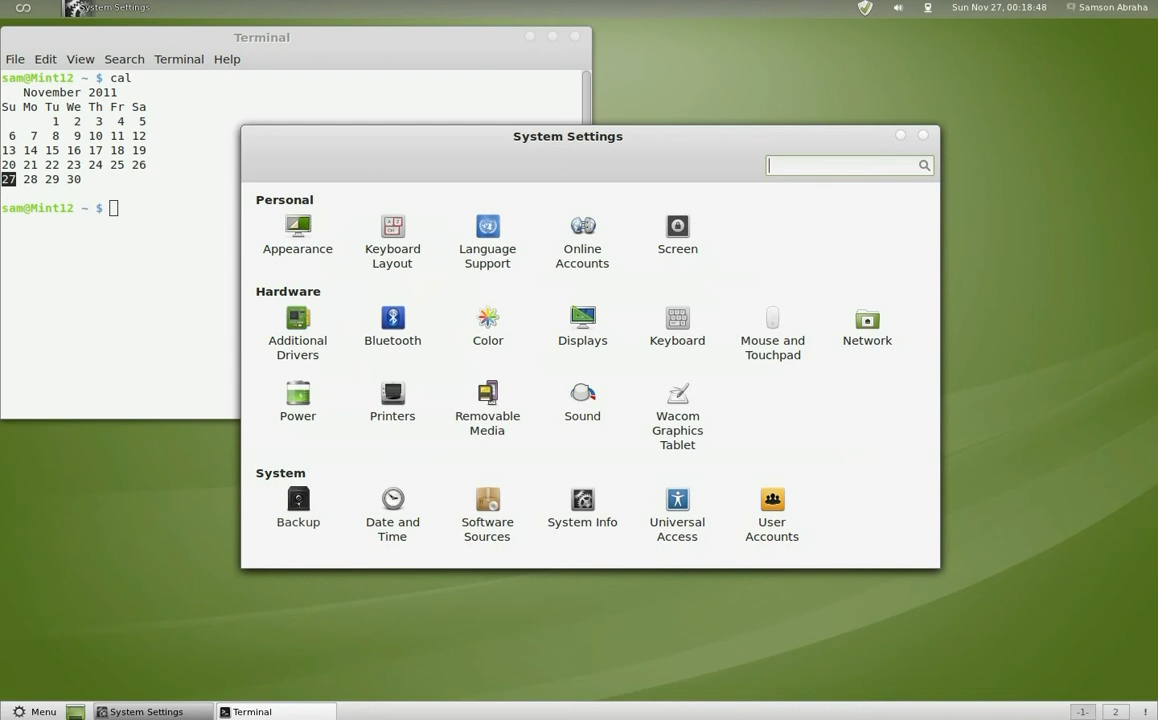 System Settings
Sun Nov 27, 00:18:48
Samson Abraha
Terminal
File Edit View Search Terminal Help
sam@Mint12 ~ $ cal
November 2011
Su Mo Tu We Th Fr Sa
1 2 3 4 5
6 7 8 9 10 11 12
13 14 15 16 17 18 19
20 21 22 23 24 25 26
27 28 29 30
sam@Mint12 ~ $
System Settings
Personal
Appearance
Keyboard
Layout
Language
Support
Online
Accounts
Screen
Hardware
Additional
Drivers
Bluetooth
Color
Displays
Keyboard
Mouse and
Touchpad
Network
Power
Printers
Removable
Media
Sound
Wacom
Graphics
Tablet
System
Backup
Date and
Time
Software
Sources
System Info
Universal
Access
User
Accounts
Menu
System Settings
Terminal
-1-
2
!